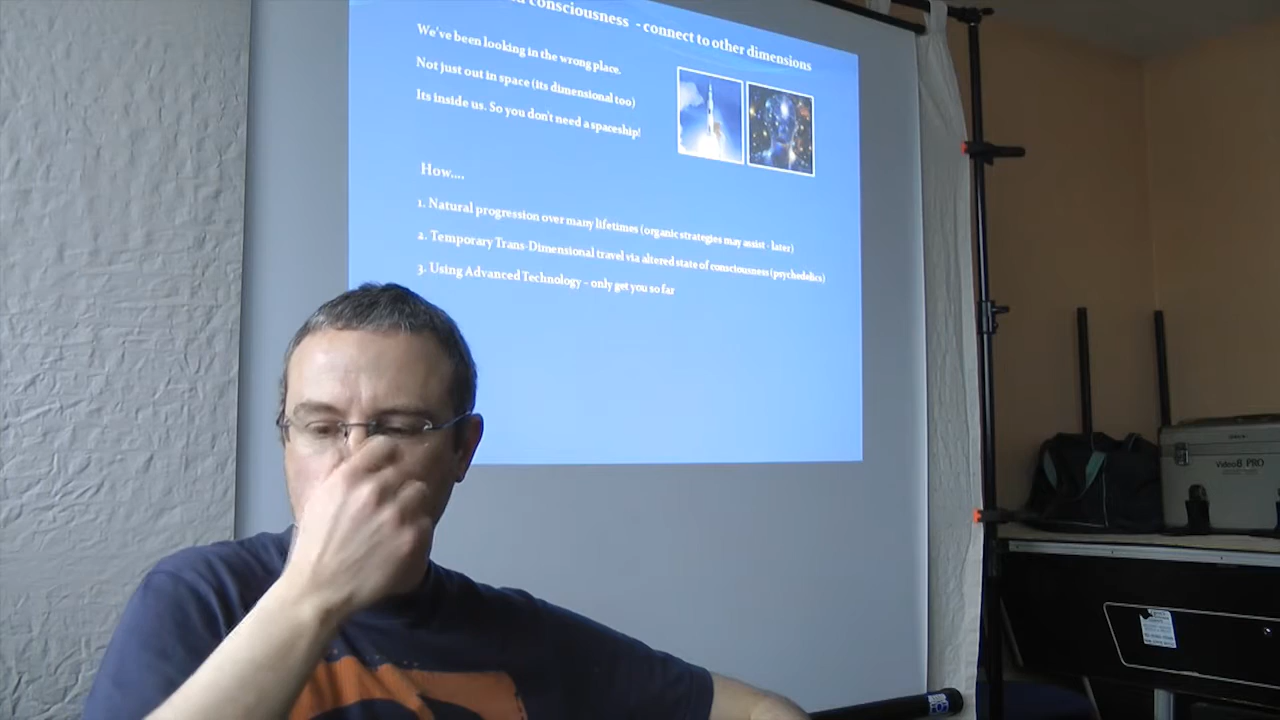 consciousness - connect to other dimensions
We've been looking in the wrong place.
Not just out in space (its dimensional too)
Its inside us. So you don't need a spaceship!
How....
1. Natural progression over many lifetimes (organic strategies may assist - later)
2. Temporary Trans-Dimensional travel via altered state of consciousness (psychedelics)
3. Using Advanced Technology - only get you so far
Video8 PRO